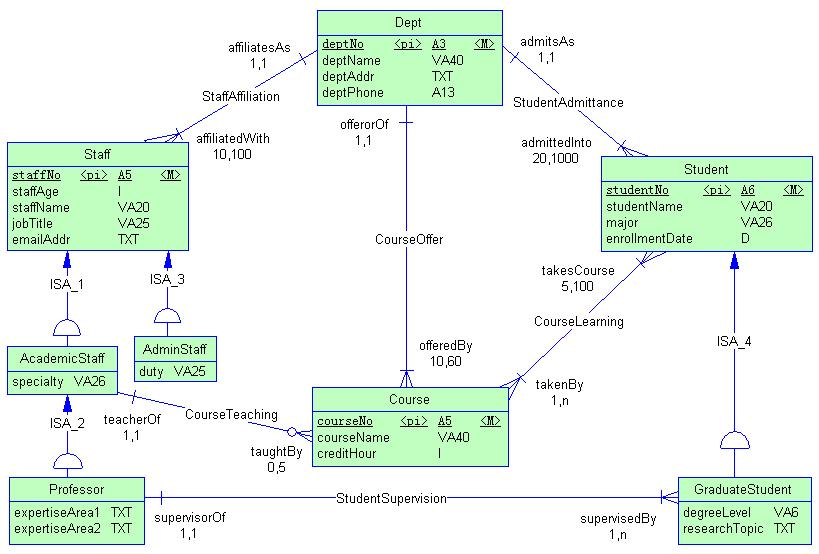 Dept
deptNo <pi> A3 <M>
deptName VA40
deptAddr TXT
deptPhone A13
affiliatesAs
1,1
StaffAffiliation
affiliatedWith
10,100
admitsAs
1,1
StudentAdmittance
admittedInto
20,1000
offerorOf
1,1
CourseOffer
offeredBy
10,60
Staff
staffNo <pi> A5 <M>
staffAge I
staffName VA20
jobTitle VA25
emailAddr TXT
Student
studentNo <pi> A6 <M>
studentName VA20
major VA26
enrollmentDate D
ISA_1
ISA_3
takesCourse
5,100
CourseLearning
takenBy
1,n
ISA_4
AcademicStaff
specialty VA26
AdminStaff
duty VA25
ISA_2
teacherOf
1,1
CourseTeaching
taughtBy
0,5
Course
courseNo <pi> A5 <M>
courseName VA40
creditHour I
Professor
expertiseArea1 TXT
expertiseArea2 TXT
supervisorOf
1,1
StudentSupervision
supervisedBy
1,n
GraduateStudent
degreeLevel VA6
researchTopic TXT